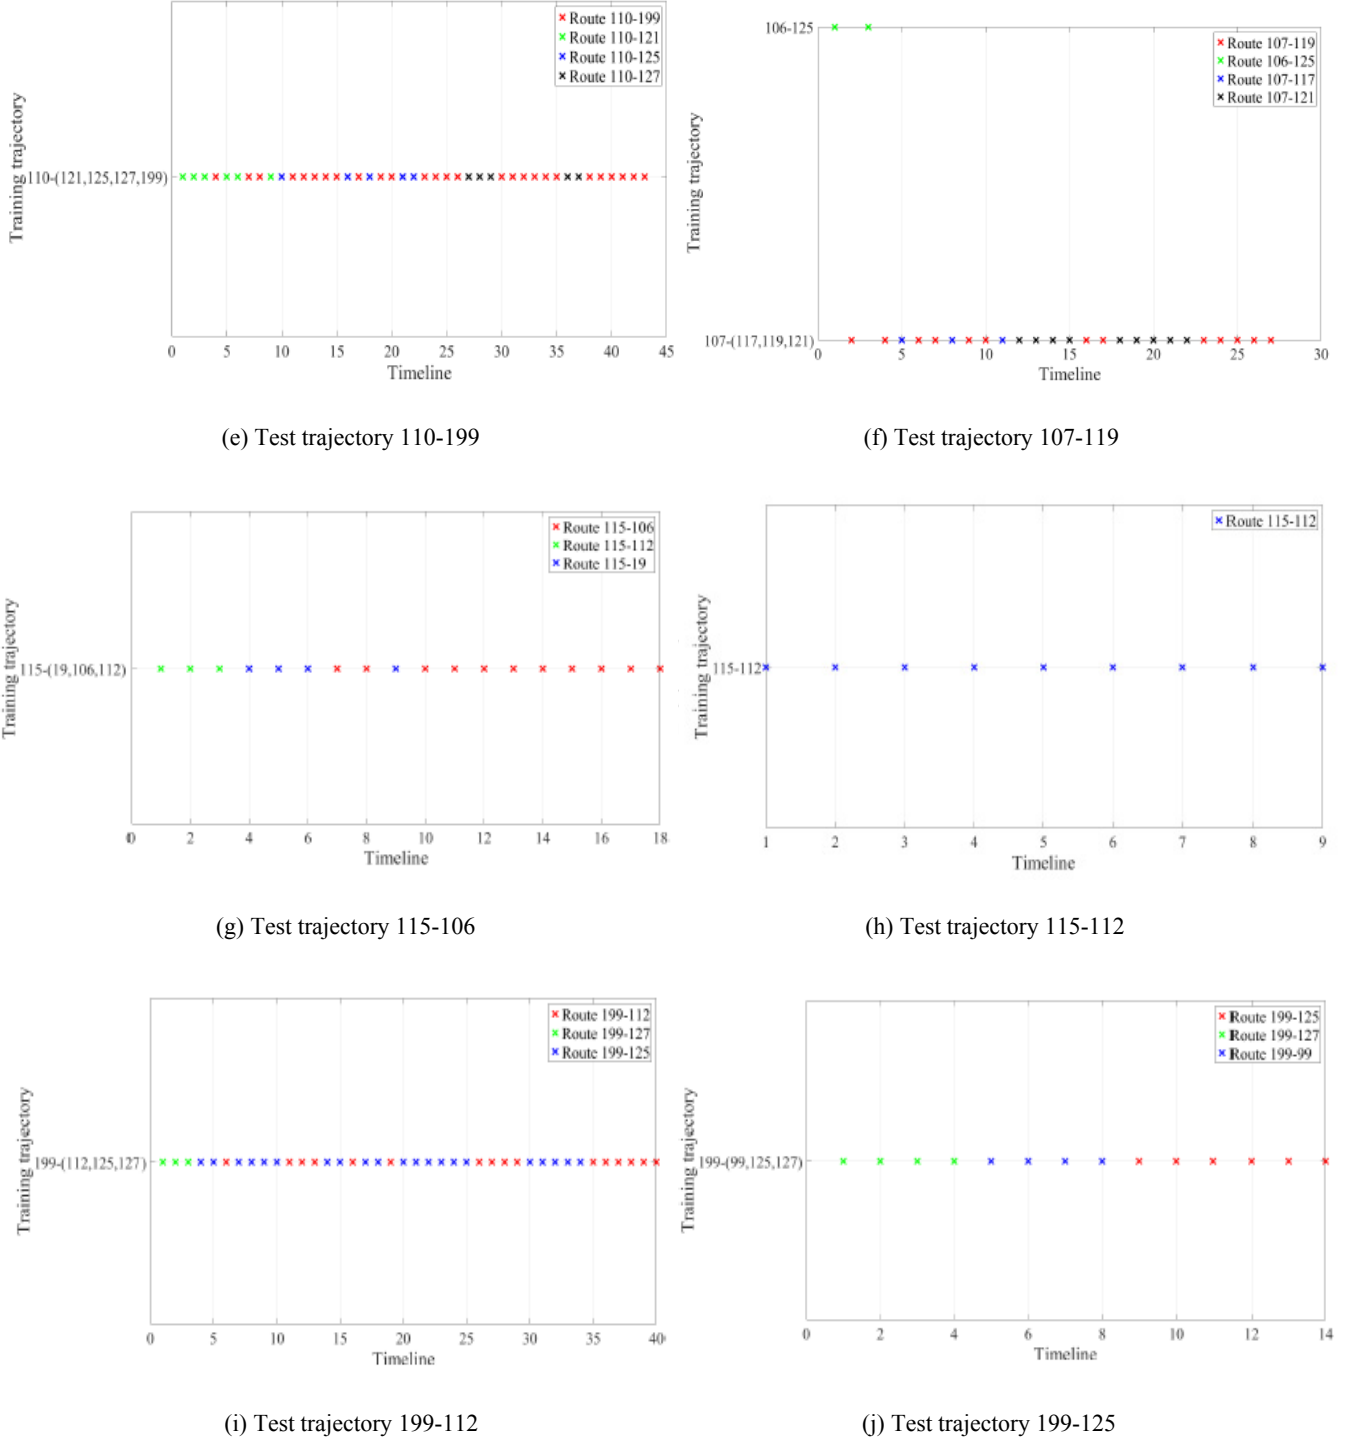 Route 110-199
Route 110-121
Route 110-125
Route 110-127
Training trajectory
110-(121,125,127,199)
0 5 10 15 20 25 30 35 40 45
Timeline
(e) Test trajectory 110-199
106-125
Route 107-119
Route 106-125
Route 107-117
Route 107-121
Training trajectory
107-(117,119,121)
0 5 10 15 20 25 30
Timeline
(f) Test trajectory 107-119
Route 115-106
Route 115-112
Route 115-19
Training trajectory
115-(19,106,112)
0 2 4 6 8 10 12 14 16 18
Timeline
(g) Test trajectory 115-106
Route 115-112
Training trajectory
115-112
1 2 3 4 5 6 7 8 9
Timeline
(h) Test trajectory 115-112
Route 199-112
Route 199-127
Route 199-125
Training trajectory
199-(112,125,127)
0 5 10 15 20 25 30 35 40
Timeline
(i) Test trajectory 199-112
Route 199-125
Route 199-127
Route 199-99
Training trajectory
199-(99,125,127)
0 2 4 6 8 10 12 14
Timeline
(j) Test trajectory 199-125